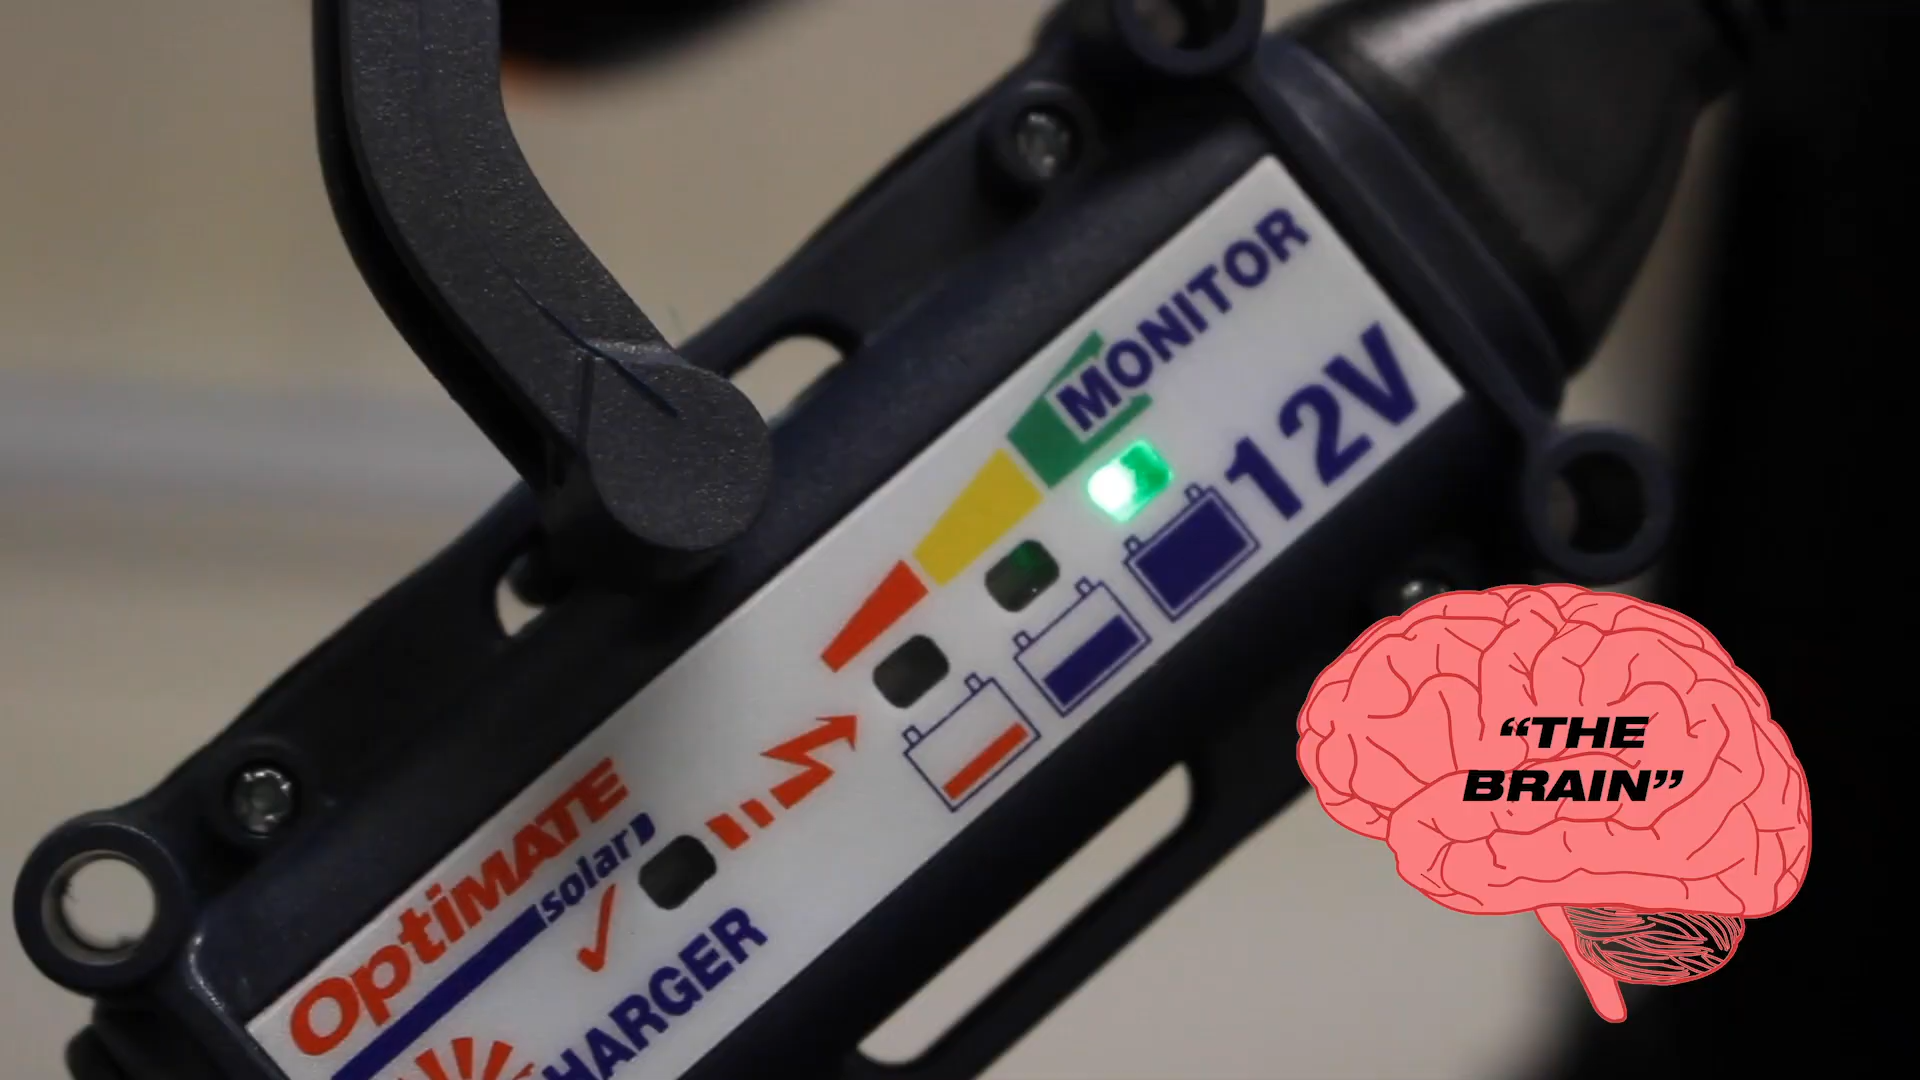 MONITOR
12V
OptiMATE
solar
HARGER
“THE
BRAIN”